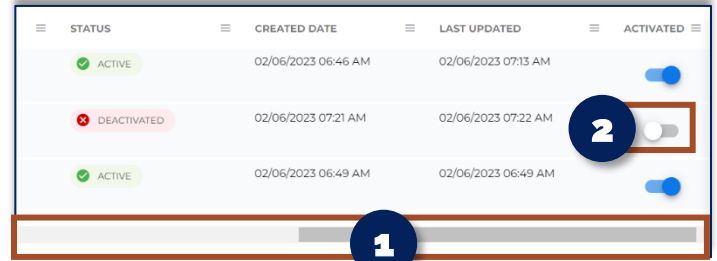 STATUS CREATED DATE LAST UPDATED ACTIVATED
ACTIVE 02/06/2023 06:46 AM 02/06/2023 07:13 AM
DEACTIVATED 02/06/2023 07:21 AM 02/06/2023 07:22 AM 2
ACTIVE 02/06/2023 06:49 AM 02/06/2023 06:49 AM
1